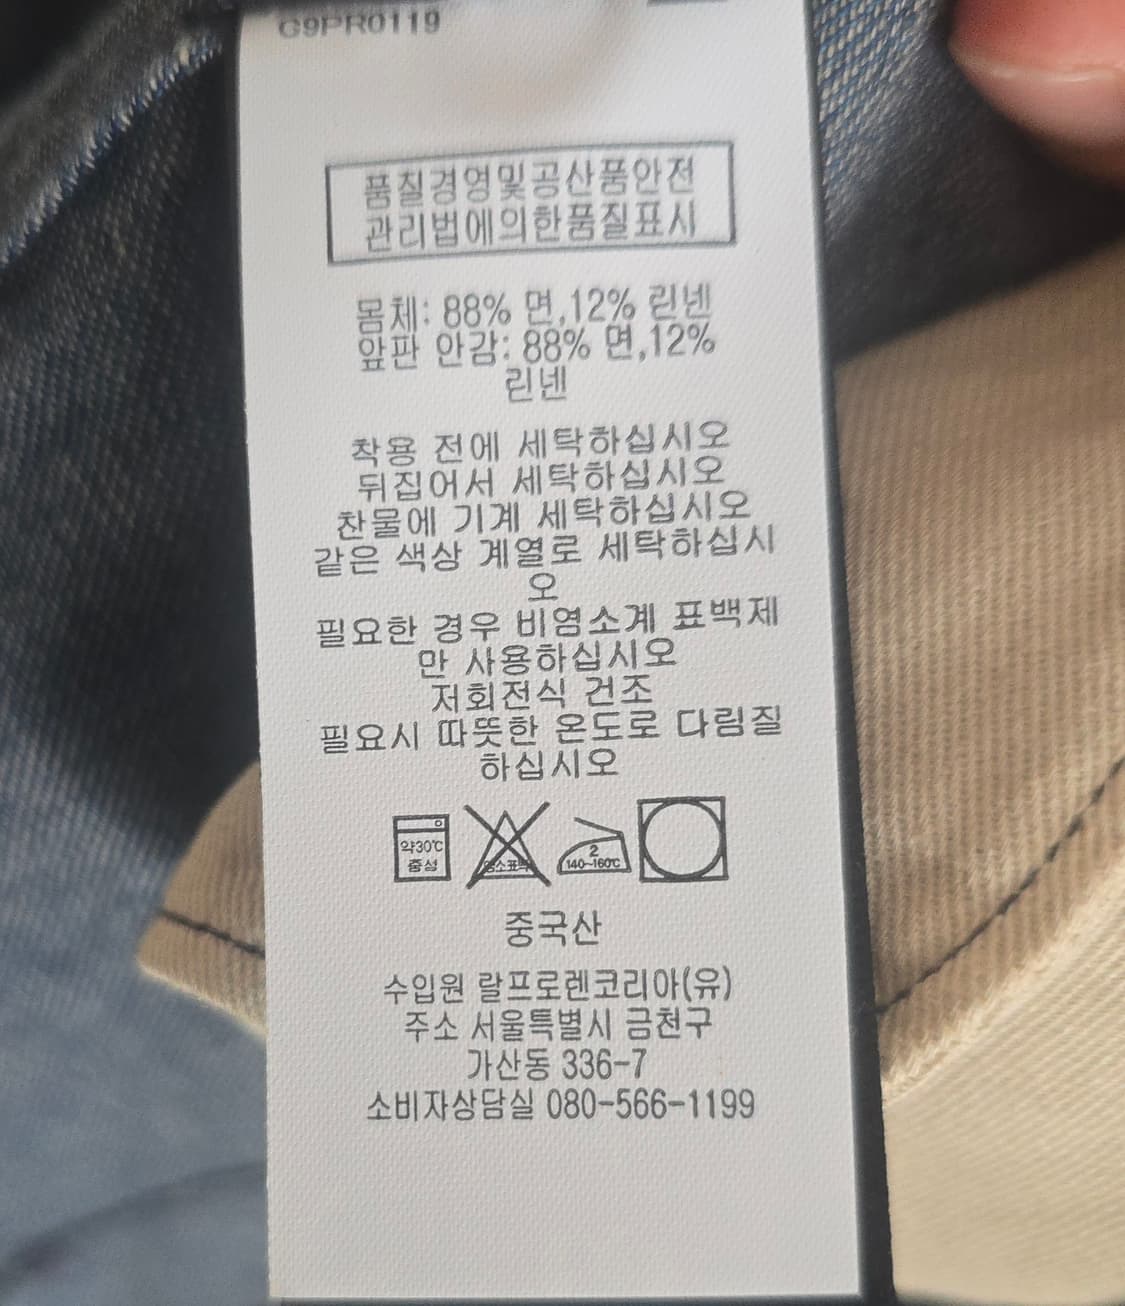 G9PR0119
품질경영및공산품안전
관리법에의한품질표시
몸체: 88% 면,12% 린넨
앞판 안감: 88% 면,12%
린넨
착용 전에 세탁하십시오
뒤집어서 세탁하십시오
찬물에 기계 세탁하십시오
같은 색상 계열로 세탁하십시
오
필요한 경우 비염소계 표백제
만 사용하십시오
저회전식 건조
필요시 따뜻한 온도로 다림질
하십시오
약30℃
중성
염소표백
2
140~160℃
중국산
수입원 랄프로렌코리아(유)
주소 서울특별시 금천구
가산동 336-7
소비자상담실 080-566-1199